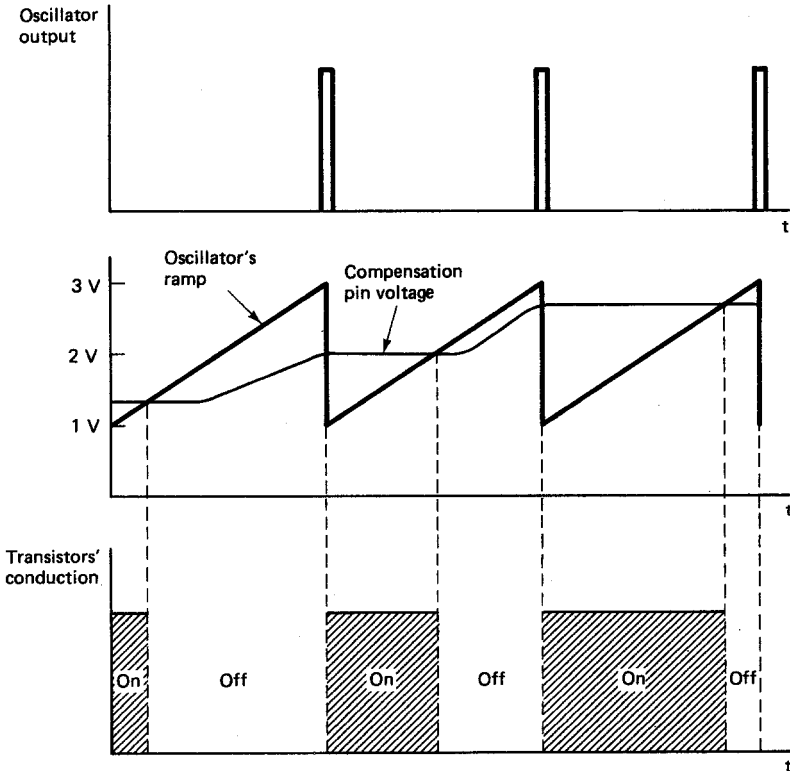 Oscillator
output
t
Oscillator's
ramp
Compensation
pin voltage
3 V
2 V
1 V
t
Transistors'
conduction
On
Off
On
Off
On
Off
t